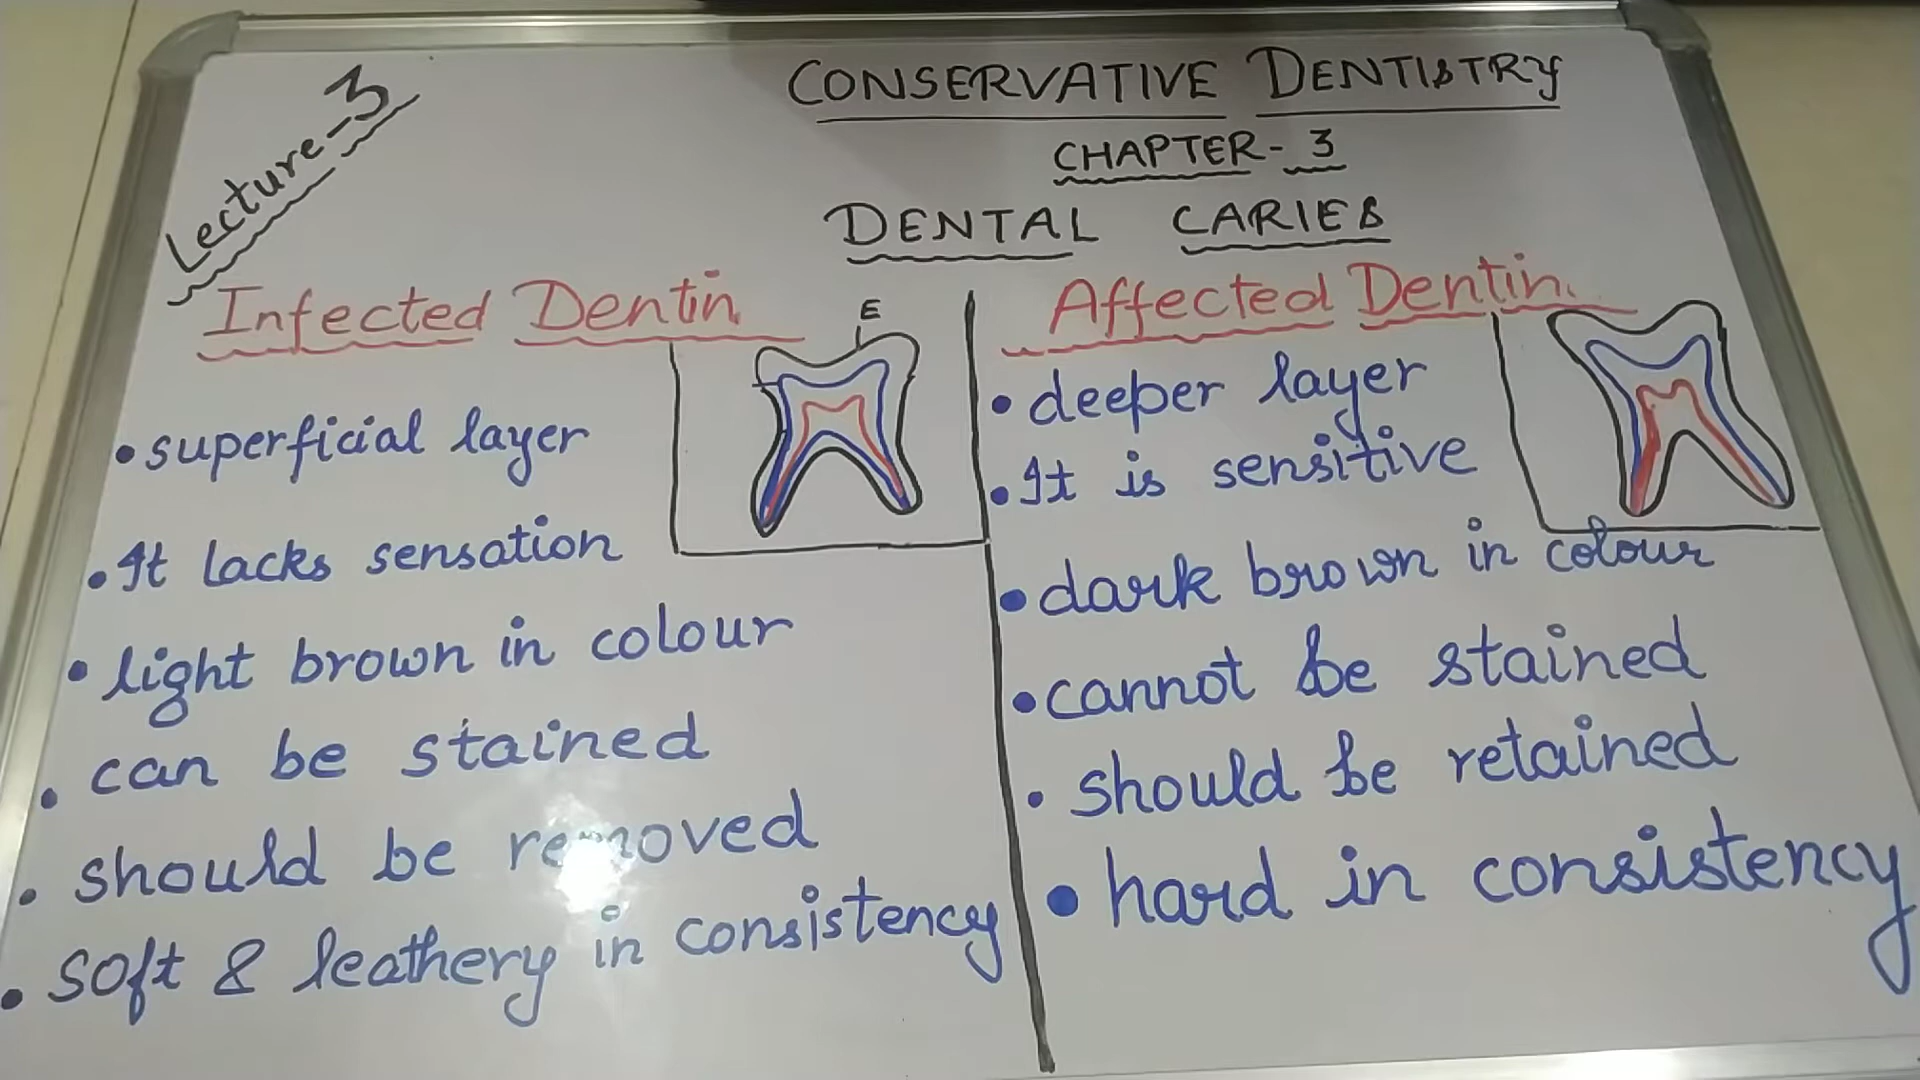 Lecture-3
CONSERVATIVE DENTISTRY
CHAPTER-3
DENTAL CARIES
Infected Dentin
E
• superficial layer
• It lacks sensation
• light brown in colour
• can be stained
• should be removed
• soft & leathery in consistency
Affected Dentin.
• deeper layer
• It is sensitive
• dark brown in colour
• cannot be stained
• should be retained
• hard in consistency